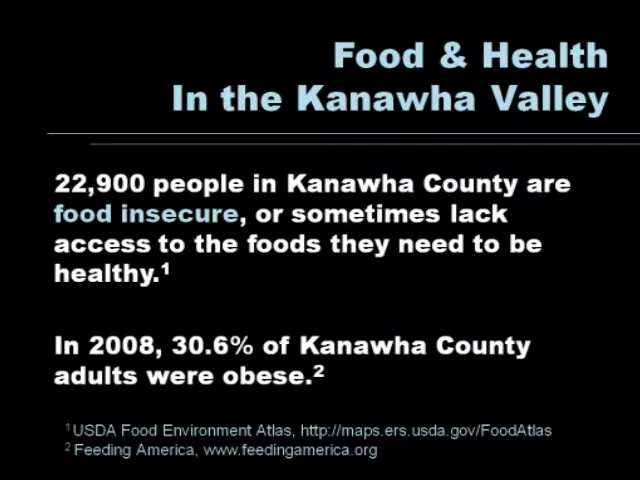 Food & Health
In the Kanawha Valley
22,900 people in Kanawha County are
food insecure, or sometimes lack
access to the foods they need to be
healthy.¹
In 2008, 30.6% of Kanawha County
adults were obese.²
¹ USDA Food Environment Atlas, http://maps.ers.usda.gov/FoodAtlas
² Feeding America, www.feedingamerica.org